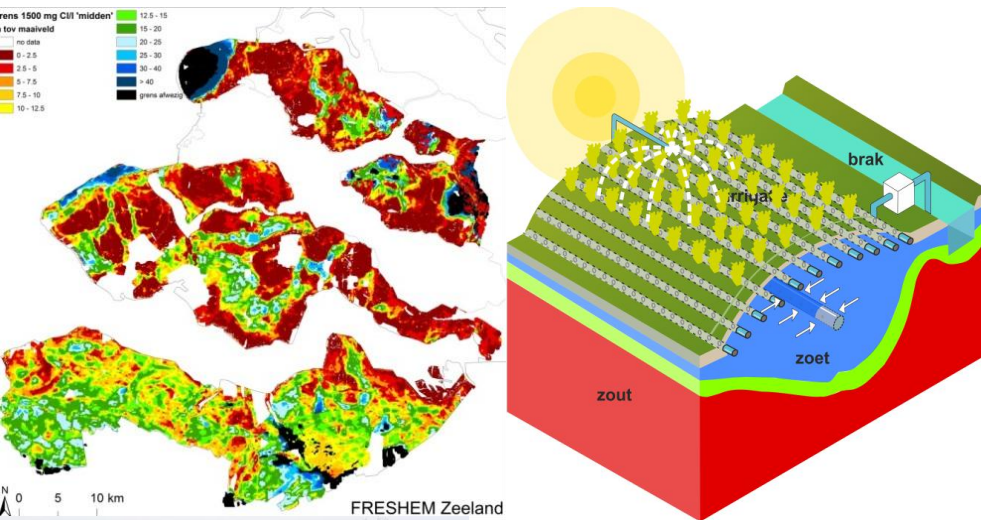 rens 1500 mg Cl/l 'midden'
tov maaiveld
no data
0 - 2.5
2.5 - 5
5 - 7.5
7.5 - 10
10 - 12.5
12.5 - 15
15 - 20
20 - 25
25 - 30
30 - 40
> 40
grens afwezig
N
0 5 10 km
FRESHEM Zeeland
brak
zoet
zout